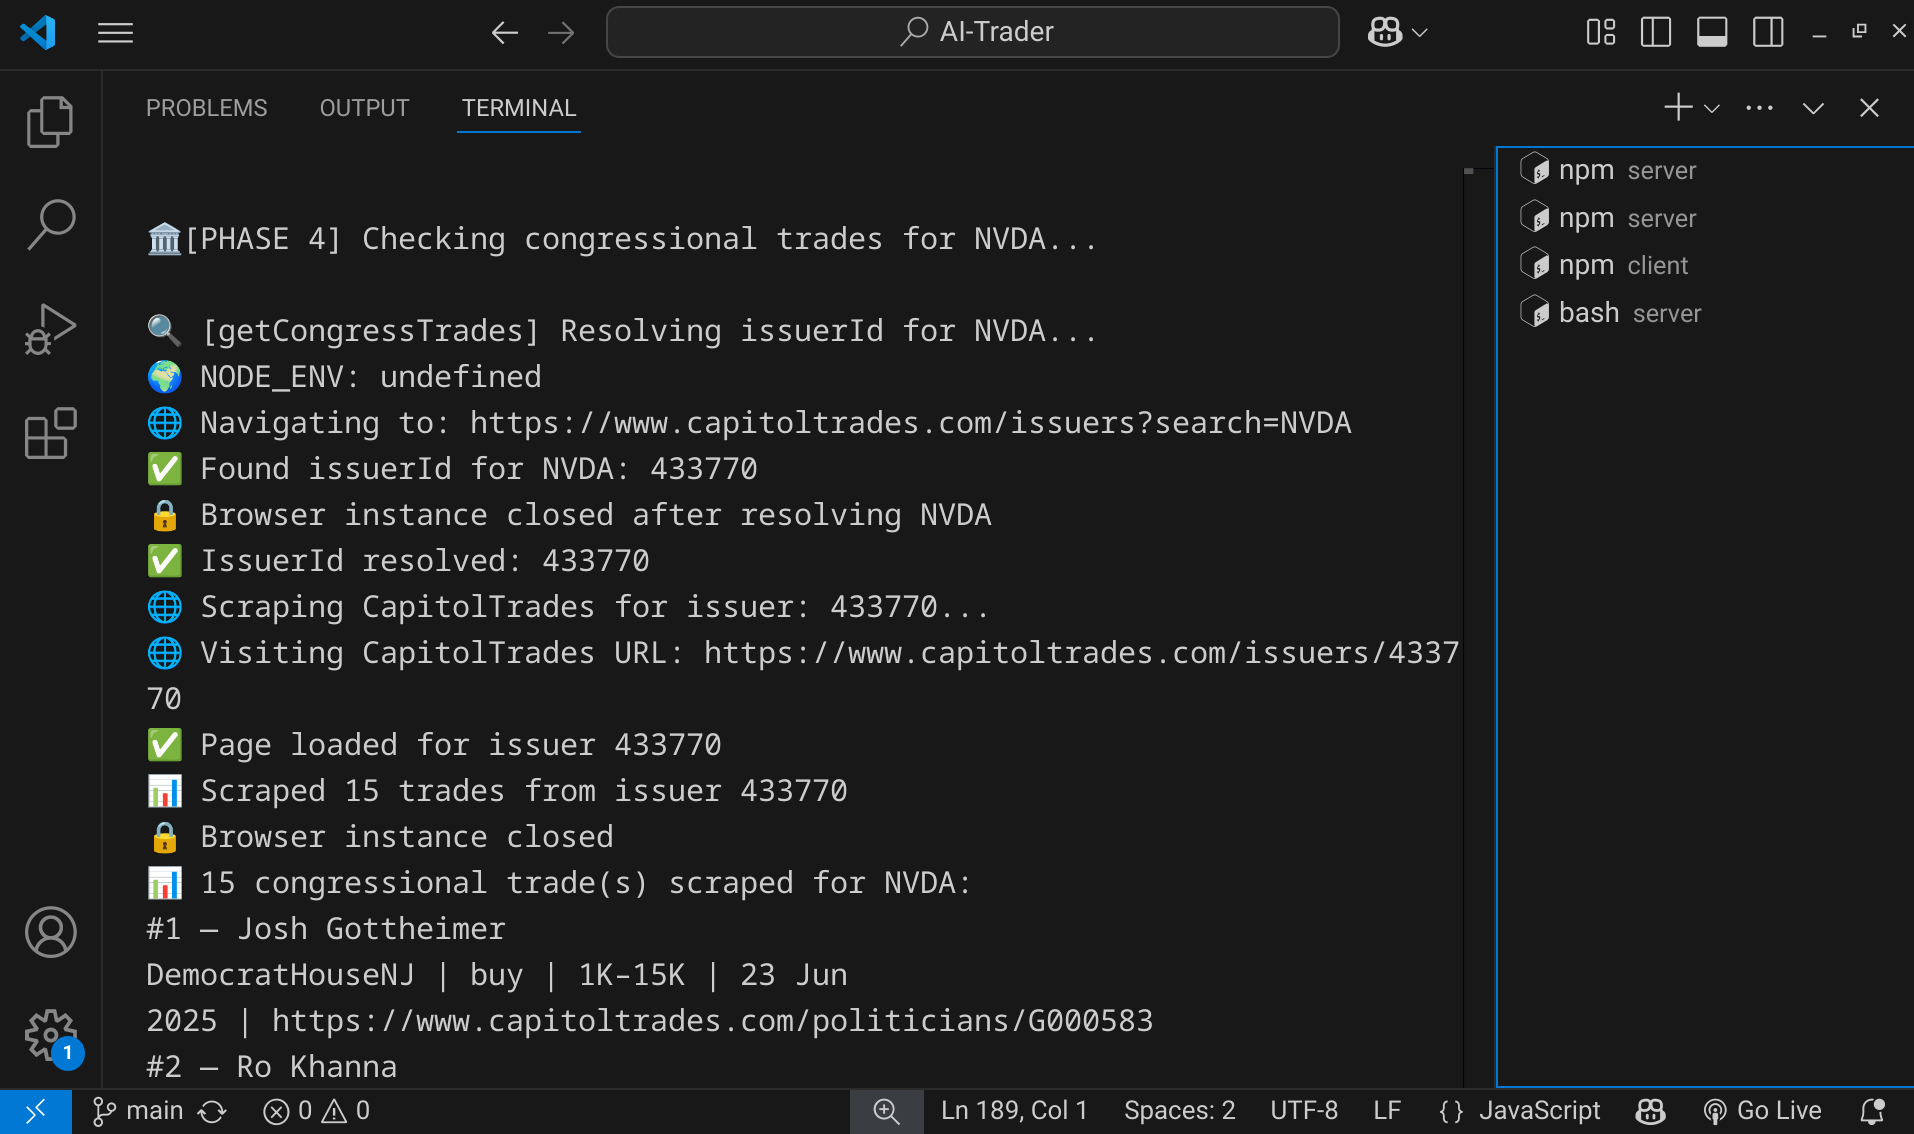 AI-Trader
PROBLEMS OUTPUT TERMINAL
🏛️[PHASE 4] Checking congressional trades for NVDA...
🔍 [getCongressTrades] Resolving issuerId for NVDA...
🌍 NODE_ENV: undefined
🌐 Navigating to: https://www.capitoltrades.com/issuers?search=NVDA
✅ Found issuerId for NVDA: 433770
🔒 Browser instance closed after resolving NVDA
✅ IssuerId resolved: 433770
🌐 Scraping CapitolTrades for issuer: 433770...
🌐 Visiting CapitolTrades URL: https://www.capitoltrades.com/issuers/4337
70
✅ Page loaded for issuer 433770
📊 Scraped 15 trades from issuer 433770
🔒 Browser instance closed
📊 15 congressional trade(s) scraped for NVDA:
#1 — Josh Gottheimer
DemocratHouseNJ | buy | 1K–15K | 23 Jun
2025 | https://www.capitoltrades.com/politicians/G000583
#2 — Ro Khanna
npm server
npm server
npm client
bash server
1
main 0 0 Ln 189, Col 1 Spaces: 2 UTF-8 LF {} JavaScript Go Live